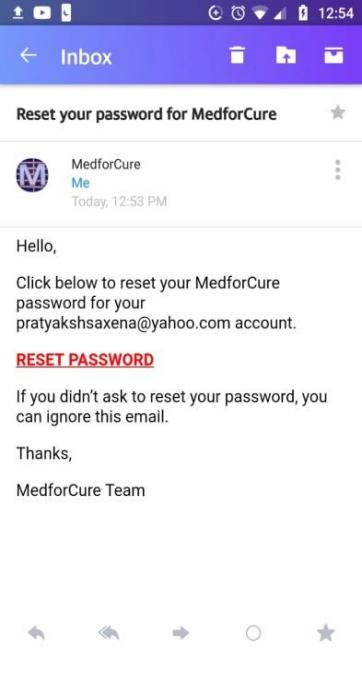 12:54
Inbox
Reset your password for MedforCure
M
MedforCure
Me
Today, 12:53 PM
Hello,
Click below to reset your MedforCure
password for your
pratyakshsaxena@yahoo.com account.
RESET PASSWORD
If you didn't ask to reset your password, you
can ignore this email.
Thanks,
MedforCure Team